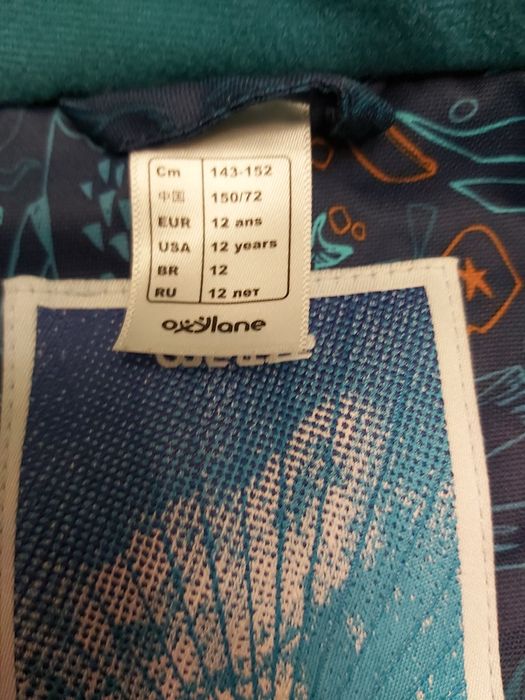 Cm 143-152
中国 150/72
EUR 12 ans
USA 12 years
BR 12
RU 12 лет
oxylane